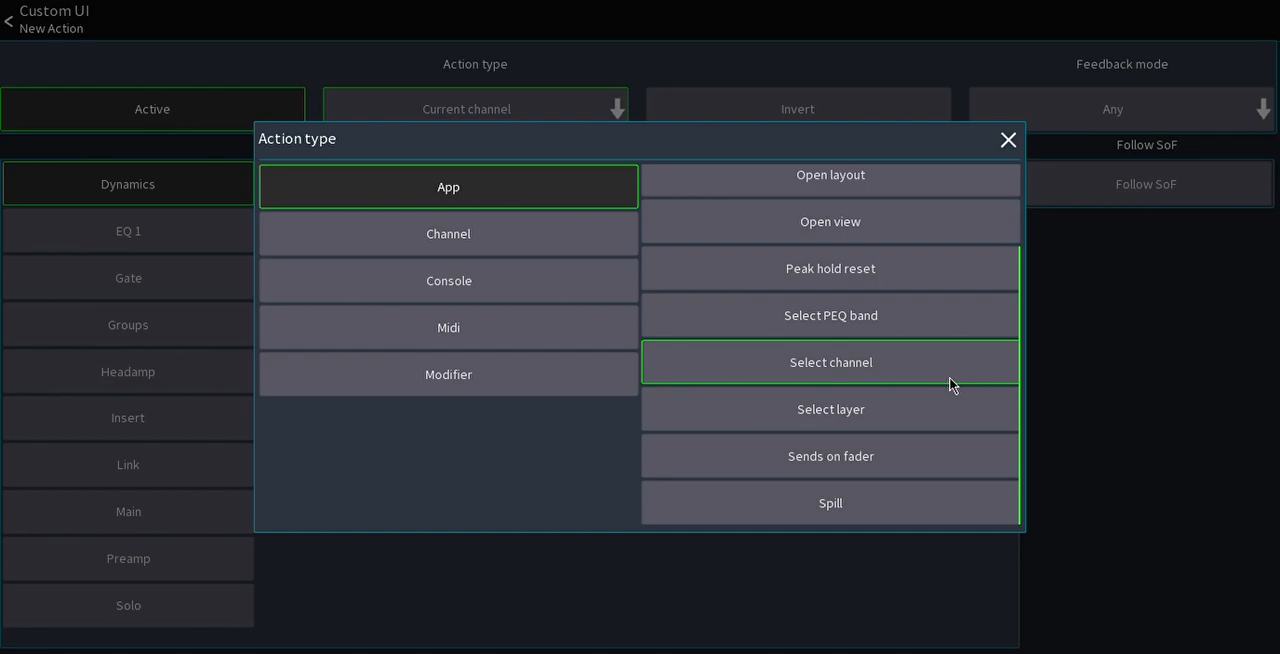 Custom UI
New Action
Action type
Feedback mode
Active
Current channel
Invert
Any
Action type
Follow SoF
Dynamics
Follow SoF
EQ 1
Gate
Groups
Headamp
Insert
Link
Main
Preamp
Solo
App
Channel
Console
Midi
Modifier
Open layout
Open view
Peak hold reset
Select PEQ band
Select channel
Select layer
Sends on fader
Spill